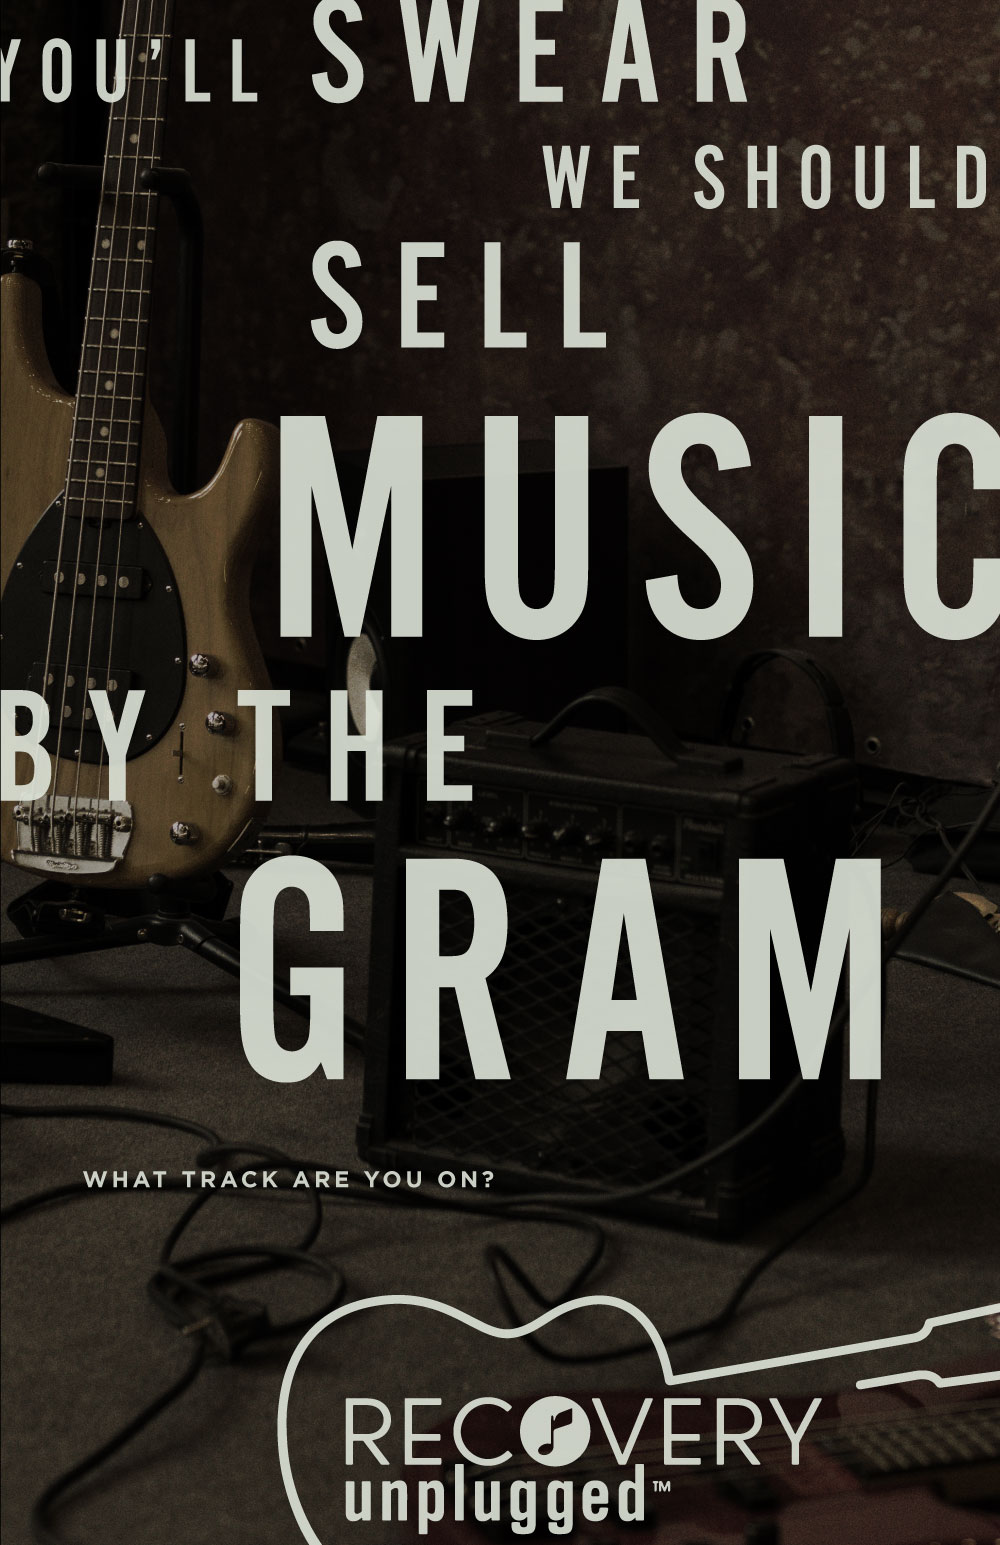 YOU'LL SWEAR
WE SHOULD
SELL
MUSIC
BY THE
GRAM
WHAT TRACK ARE YOU ON?
RECOVERY
unplugged™